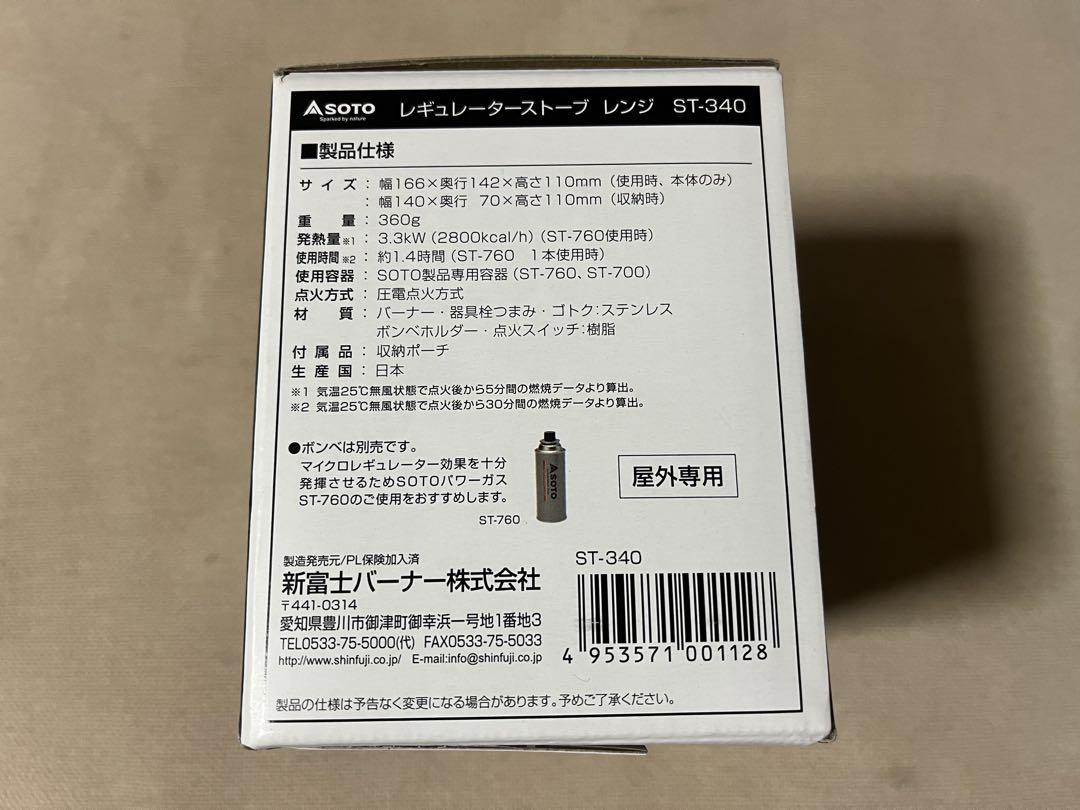 SOTO
Sparked by nature
レギュレーターストーブ レンジ ST-340
■製品仕様
サイズ:幅166×奥行142×高さ110mm(使用時、本体のみ)
:幅140×奥行 70×高さ110mm(収納時)
重量:360g
発熱量※1:3.3kW(2800kcal/h)(ST-760使用時)
使用時間※2:約1.4時間(ST-760 1本使用時)
使用容器:SOTO製品専用容器(ST-760、ST-700)
点火方式:圧電点火方式
材質:バーナー・器具栓つまみ・ゴトク:ステンレス
ボンベホルダー・点火スイッチ:樹脂
付属品:収納ポーチ
生産国:日本
※1 気温25℃無風状態で点火後から5分間の燃焼データより算出。
※2 気温25℃無風状態で点火後から30分間の燃焼データより算出。
●ボンベは別売です。
マイクロレギュレーター効果を十分
発揮させるためSOTOパワーガス
ST-760のご使用をおすすめします。
SOTO
ST-760
屋外専用
製造発売元/PL保険加入済
新富士バーナー株式会社
〒441-0314
愛知県豊川市御津町御幸浜一号地1番地3
TEL0533-75-5000(代) FAX0533-75-5033
http://www.shinfuji.co.jp/ E-mail:info@shinfuji.co.jp
ST-340
4 953571 001128
製品の仕様は予告なく変更になる場合があります。予めご了承ください。